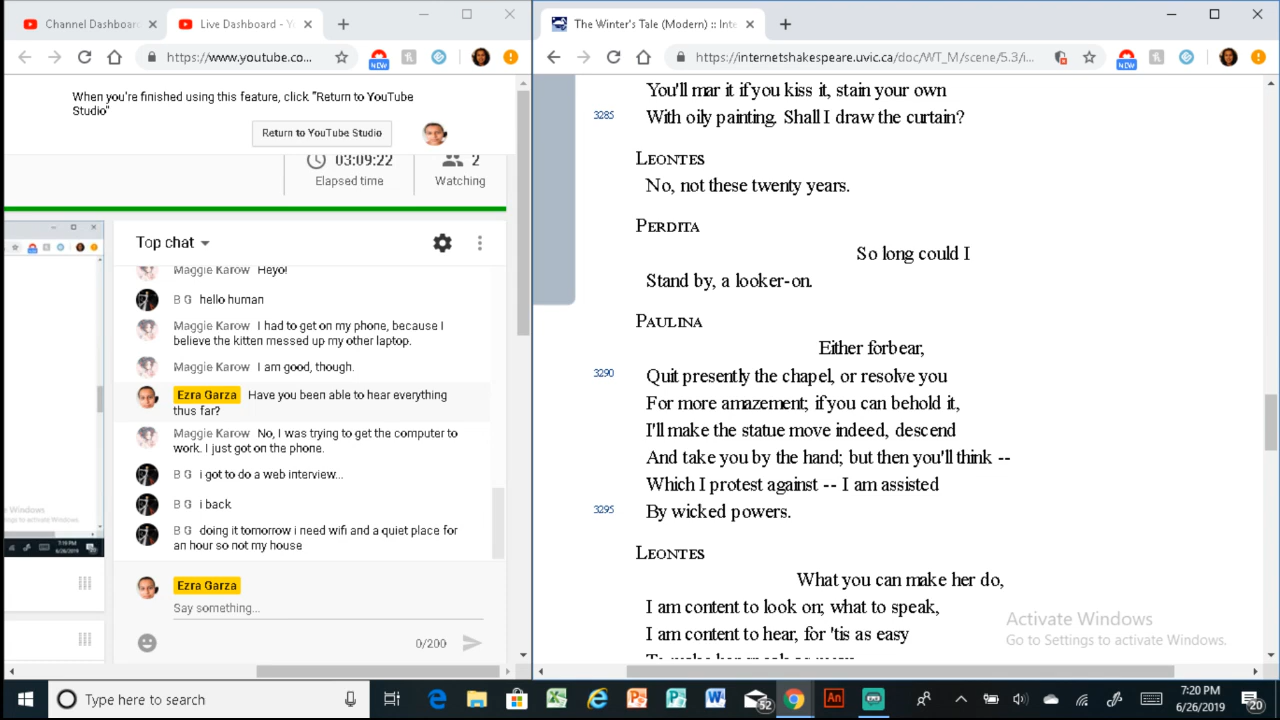 Channel Dashboard
Live Dashboard - Yo
The Winter's Tale (Modern) :: Inte
https://www.youtube.co...
NEW
https://internetshakespeare.uvic.ca/doc/WT_M/scene/5.3/i...
NEW
When you're finished using this feature, click "Return to YouTube
Studio"
Return to YouTube Studio
03:09:22
Elapsed time
2
Watching
Top chat
Maggie Karow Heyo!
B G hello human
Maggie Karow I had to get on my phone, because I
believe the kitten messed up my other laptop.
Maggie Karow I am good, though.
Ezra Garza Have you been able to hear everything
thus far?
Maggie Karow No, I was trying to get the computer to
work. I just got on the phone.
B G i got to do a web interview...
B G i back
B G doing it tomorrow i need wifi and a quiet place for
an hour so not my house
Ezra Garza
Say something...
0/200
You'll mar it if you kiss it, stain your own
3285 With oily painting. Shall I draw the curtain?
LEONTES
No, not these twenty years.
PERDITA
So long could I
Stand by, a looker-on.
PAULINA
Either forbear,
3290 Quit presently the chapel, or resolve you
For more amazement; if you can behold it,
I'll make the statue move indeed, descend
And take you by the hand; but then you'll think --
Which I protest against -- I am assisted
3295 By wicked powers.
LEONTES
What you can make her do,
I am content to look on; what to speak,
I am content to hear, for 'tis as easy
Activate Windows
Go to Settings to activate Windows.
Type here to search
52
An
7:20 PM
6/26/2019
20